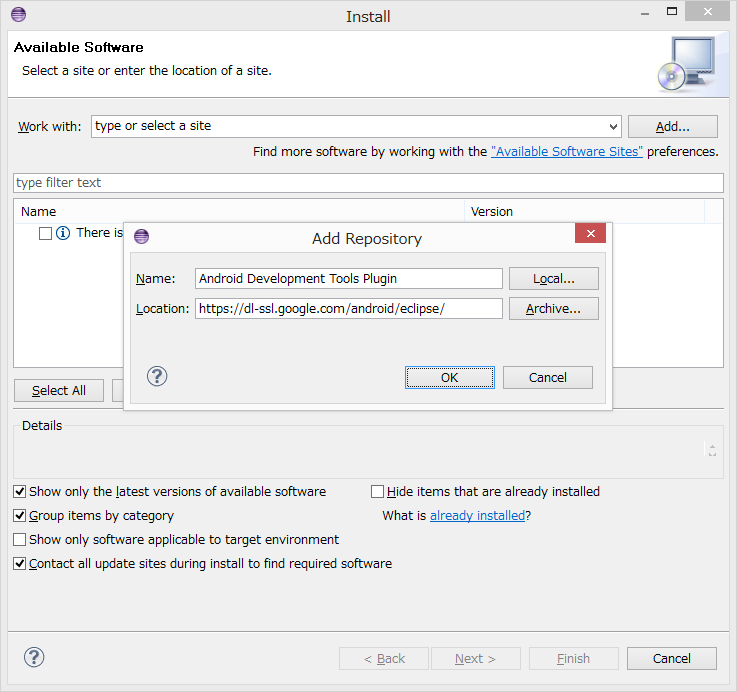 Install
Available Software
Select a site or enter the location of a site.
Work with: type or select a site Add...
Find more software by working with the "Available Software Sites" preferences.
type filter text
Name Version
There is
Add Repository
Name: Android Development Tools Plugin Local...
Location: https://dl-ssl.google.com/android/eclipse/ Archive...
? OK Cancel
Select All
Details
Show only the latest versions of available software Hide items that are already installed
Group items by category What is already installed?
Show only software applicable to target environment
Contact all update sites during install to find required software
? < Back Next > Finish Cancel